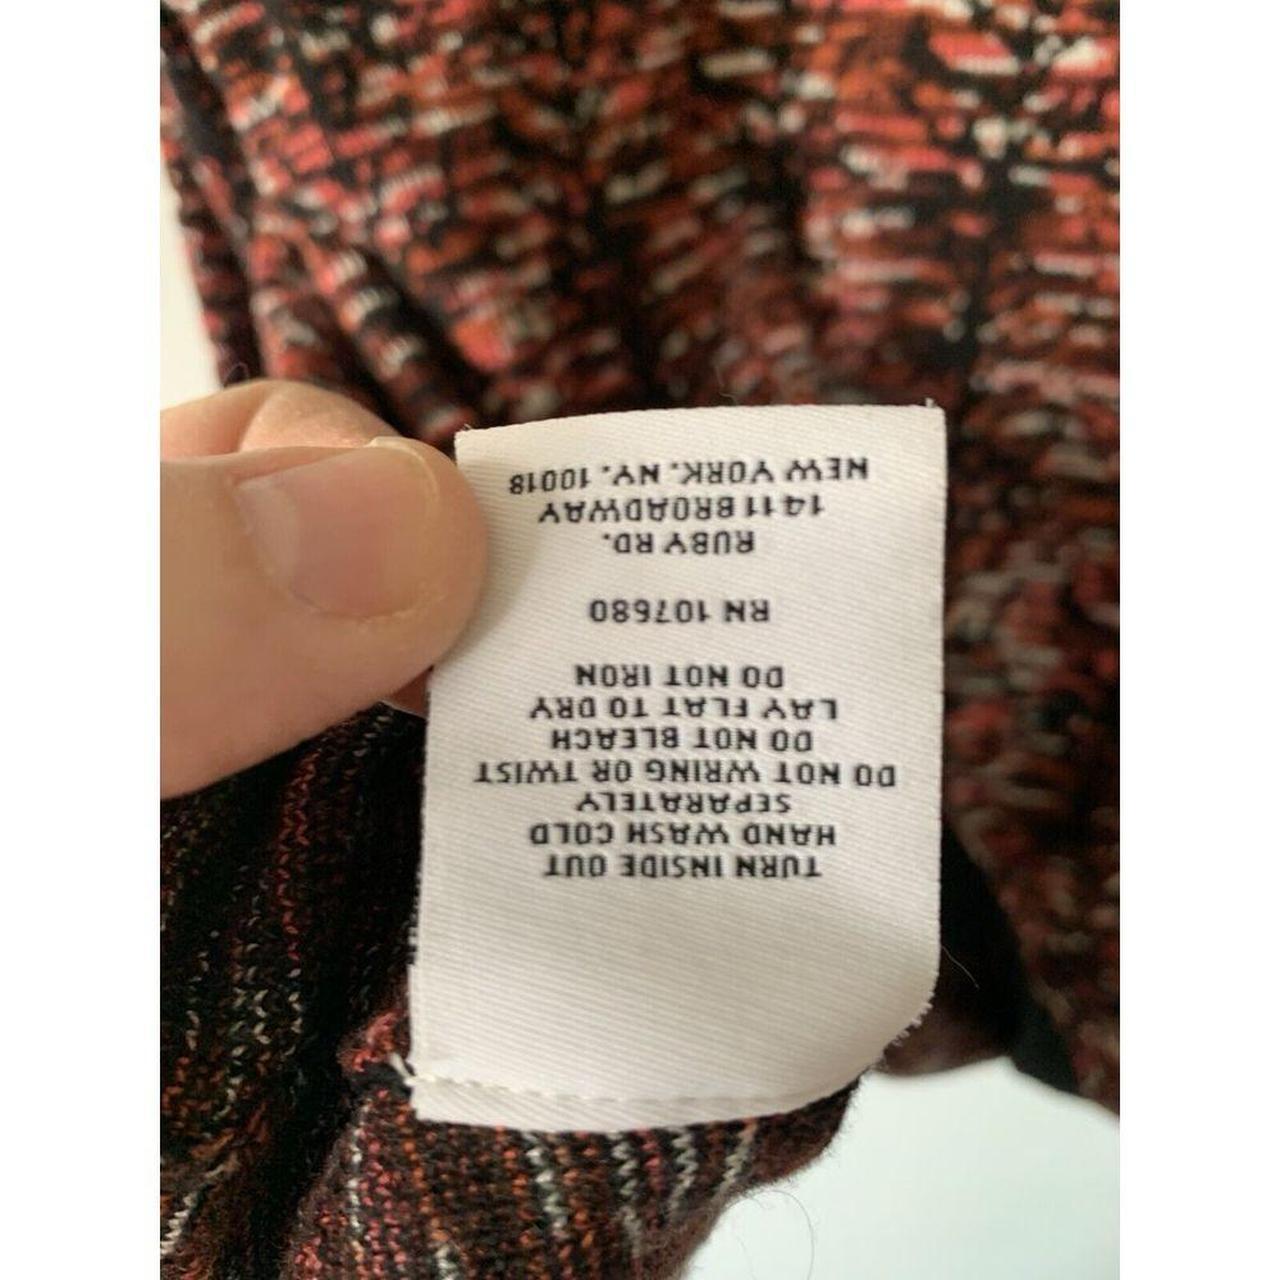 TURN INSIDE OUT
HAND WASH COLD
SEPARATELY
DO NOT WRING OR TWIST
DO NOT BLEACH
LAY FLAT TO DRY
DO NOT IRON
RN 107680
RUBY RD.
1411 BROADWAY
NEW YORK. NY. 10018